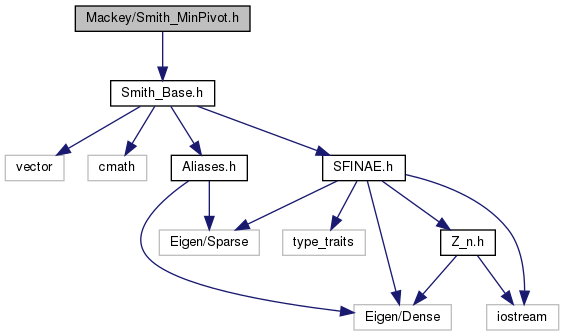 Mackey/Smith_MinPivot.h
Smith_Base.h
vector
cmath
Aliases.h
SFINAE.h
Eigen/Sparse
type_traits
Z_n.h
Eigen/Dense
iostream